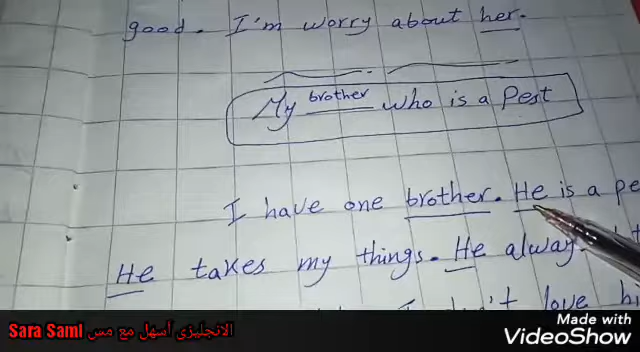 good. I'm worry about her.
My brother who is a Pest
I have one brother. He is a pe
He takes my things. He alway
love hi
Sara Sami الانجليزي أسهل مع مس
Made with
VideoShow